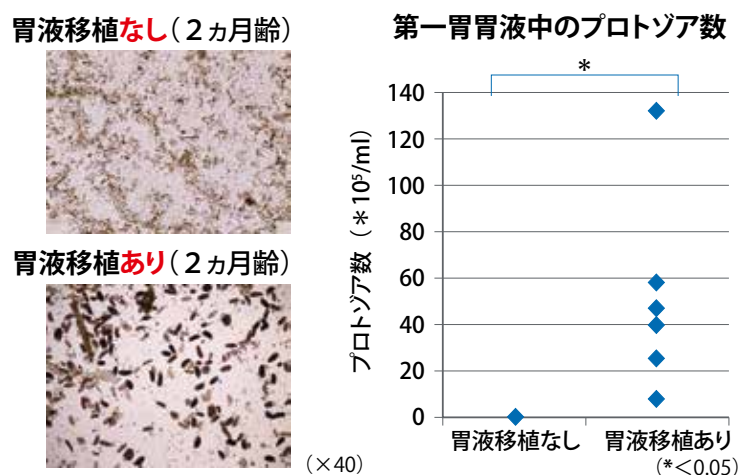 胃液移植なし（２ヵ月齢）
胃液移植あり（２ヵ月齢）
（×40）
第一胃胃液中のプロトゾア数
*
プロトゾア数（＊10⁵/ml）
140
120
100
80
60
40
20
0
胃液移植なし
胃液移植あり
（*＜0.05）